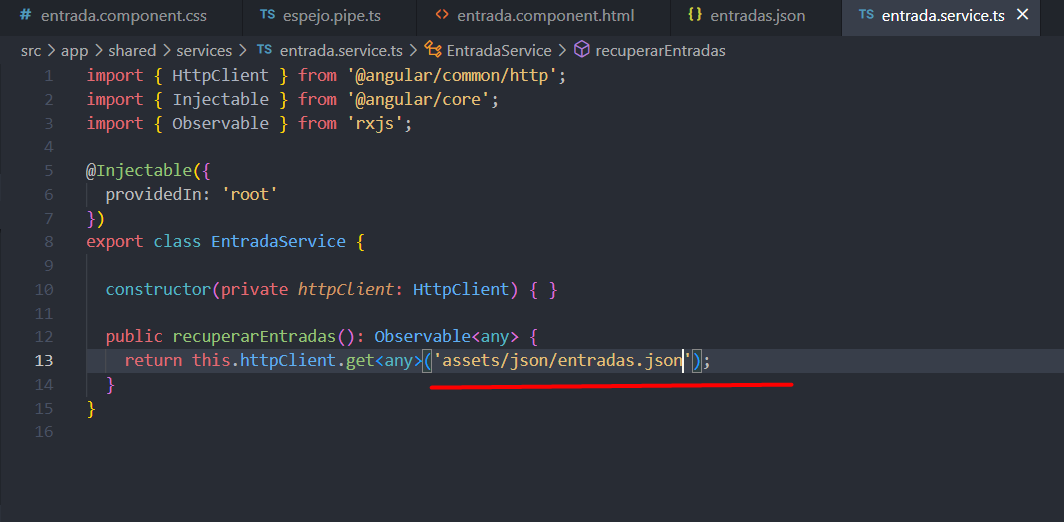 # entrada.component.css TS espejo.pipe.ts <> entrada.component.html {} entradas.json TS entrada.service.ts ×
src > app > shared > services > TS entrada.service.ts > EntradaService > recuperarEntradas
1 import { HttpClient } from '@angular/common/http';
2 import { Injectable } from '@angular/core';
3 import { Observable } from 'rxjs';
4
5 @Injectable({
6   providedIn: 'root'
7 })
8 export class EntradaService {
9
10   constructor(private httpClient: HttpClient) { }
11
12   public recuperarEntradas(): Observable<any> {
13     return this.httpClient.get<any>('assets/json/entradas.json');
14   }
15 }
16